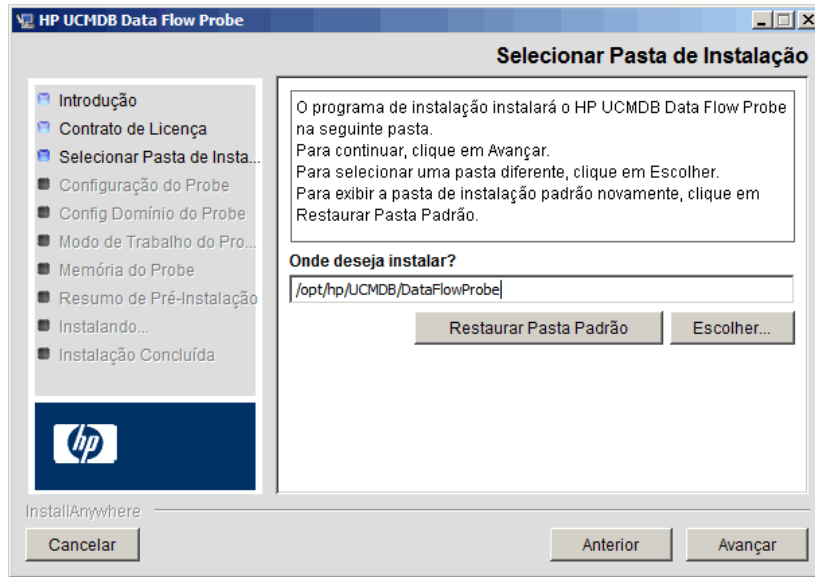 HP UCMDB Data Flow Probe
Selecionar Pasta de Instalação
Introdução
Contrato de Licença
Selecionar Pasta de Insta...
Configuração do Probe
Config Domínio do Probe
Modo de Trabalho do Pro...
Memória do Probe
Resumo de Pré-Instalação
Instalando...
Instalação Concluída
hp
O programa de instalação instalará o HP UCMDB Data Flow Probe
na seguinte pasta.
Para continuar, clique em Avançar.
Para selecionar uma pasta diferente, clique em Escolher.
Para exibir a pasta de instalação padrão novamente, clique em
Restaurar Pasta Padrão.
Onde deseja instalar?
/opt/hp/UCMDB/DataFlowProbe
Restaurar Pasta Padrão
Escolher...
InstallAnywhere
Cancelar
Anterior
Avançar